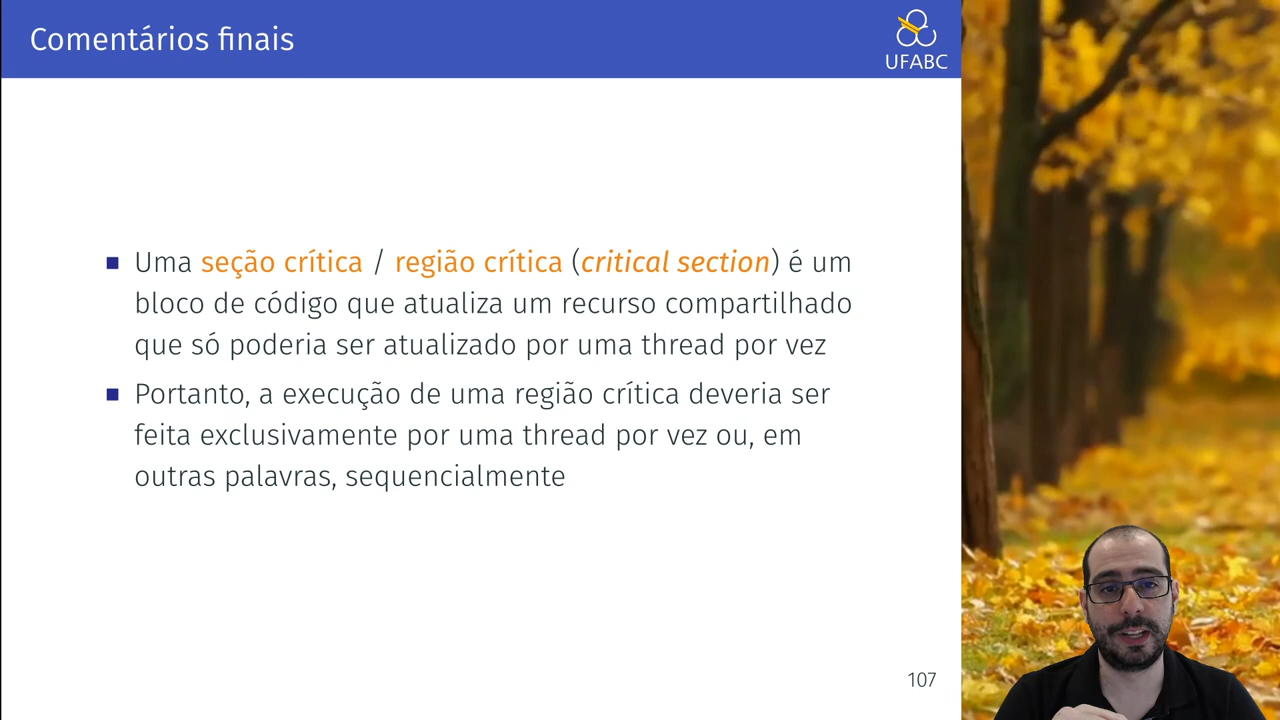 Comentários finais
UFABC
Uma seção crítica / região crítica (critical section) é um
bloco de código que atualiza um recurso compartilhado
que só poderia ser atualizado por uma thread por vez
Portanto, a execução de uma região crítica deveria ser
feita exclusivamente por uma thread por vez ou, em
outras palavras, sequencialmente
107